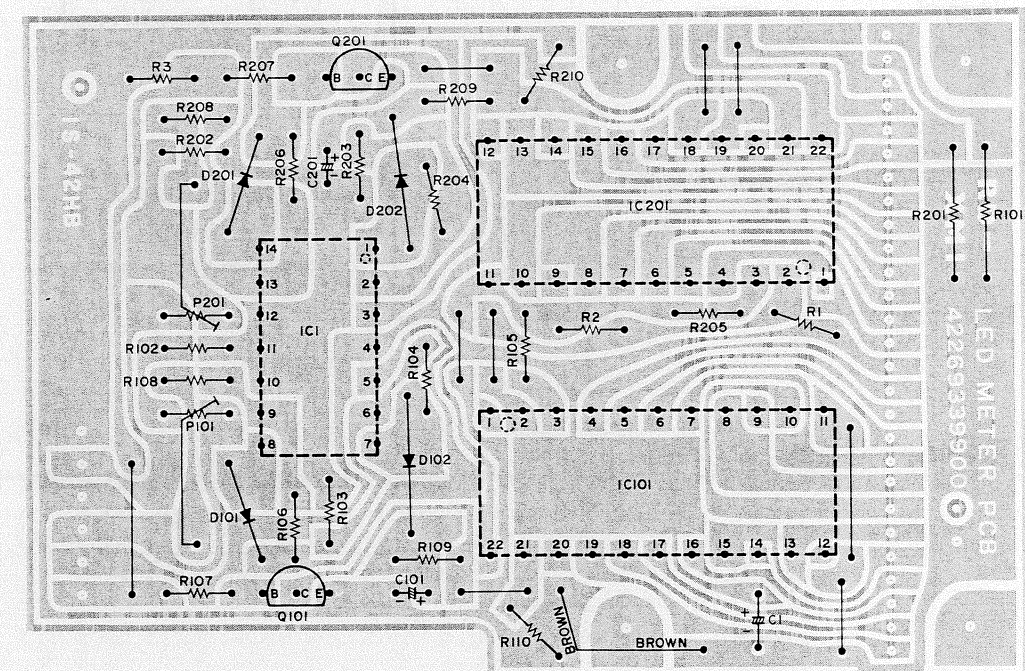 Q201
R3
R207
B C E
R210
R209
R208
R202
D201
R206
C201
+
-
R203
D202
R204
12 13 14 15 16 17 18 19 20 21 22
IC201
11 10 9 8 7 6 5 4 3 2 1
R201
R101
14 1
13 2
12 3
11 4
10 5
9 6
8 7
IC1
P201
R102
R108
P101
R104
R105
R2
R205
R1
LED METER PCB
4276339900
1 2 3 4 5 6 7 8 9 10 11
IC101
22 21 20 19 18 17 16 15 14 13 12
D102
D101
R106
R103
R109
R107
B C E
Q101
C101
- +
R110
BROWN
BROWN
+
-
C1